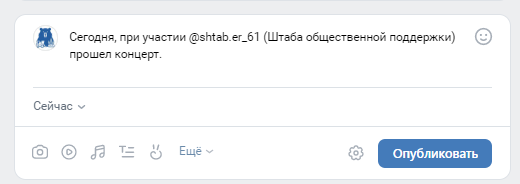 Сегодня, при участии @shtab.er_61 (Штаба общественной поддержки)
прошел концерт.
Сейчас
Ещё
Опубликовать